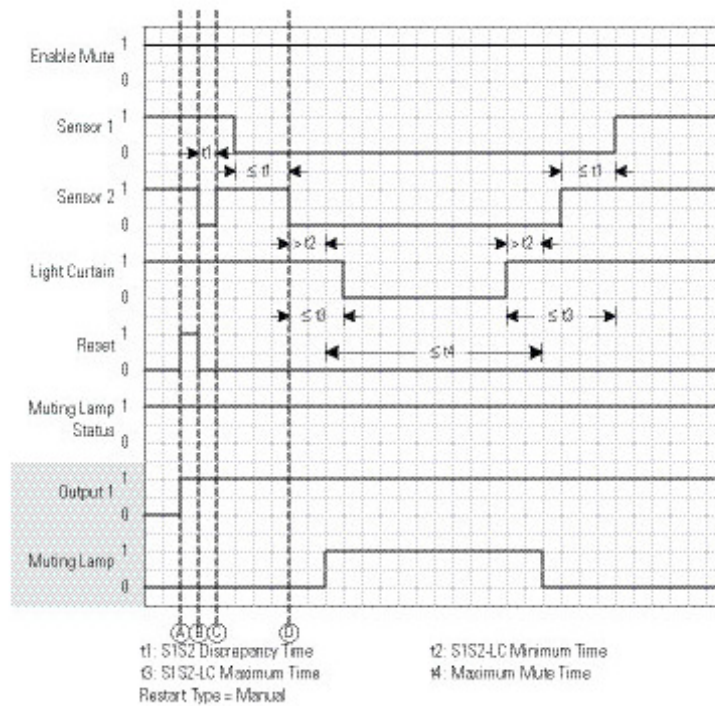 Enable Mute 1
0
Sensor 1 1
0
t1
≤ t1
≤ t1
Sensor 2 1
0
> t2
> t2
Light Curtain 1
0
≤ t3
≤ t3
Reset 1
0
≤ t4
Muting Lamp 1
Status 0
Output 1 1
0
Muting Lamp 1
0
A B C D
t1: S1S2 Discrepancy Time
t2: S1S2-LC Minimum Time
t3: S1S2-LC Maximum Time
t4: Maximum Mute Time
Restart Type = Manual